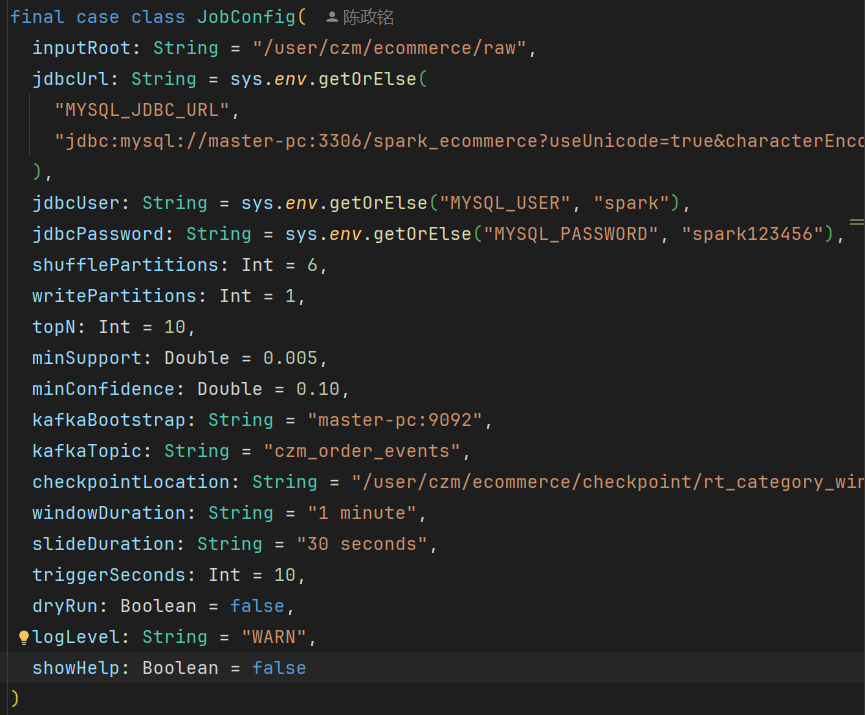 final case class JobConfig( 陈政铭
inputRoot: String = "/user/czm/ecommerce/raw",
jdbcUrl: String = sys.env.getOrElse(
"MYSQL_JDBC_URL",
"jdbc:mysql://master-pc:3306/spark_ecommerce?useUnicode=true&characterEnco
),
jdbcUser: String = sys.env.getOrElse("MYSQL_USER", "spark"),
jdbcPassword: String = sys.env.getOrElse("MYSQL_PASSWORD", "spark123456"),
shufflePartitions: Int = 6,
writePartitions: Int = 1,
topN: Int = 10,
minSupport: Double = 0.005,
minConfidence: Double = 0.10,
kafkaBootstrap: String = "master-pc:9092",
kafkaTopic: String = "czm_order_events",
checkpointLocation: String = "/user/czm/ecommerce/checkpoint/rt_category_win
windowDuration: String = "1 minute",
slideDuration: String = "30 seconds",
triggerSeconds: Int = 10,
dryRun: Boolean = false,
logLevel: String = "WARN",
showHelp: Boolean = false
)